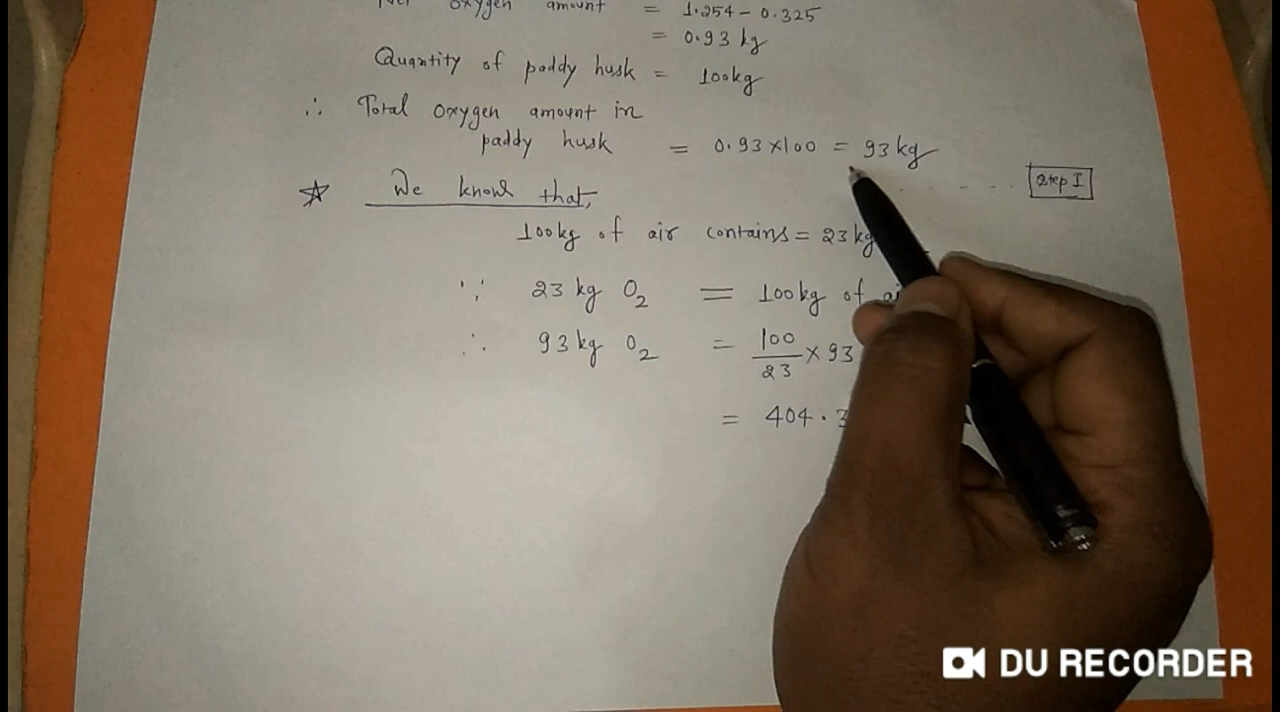 oxygen amount = 1.254 - 0.325
= 0.93 kg
Quantity of paddy husk = 100kg
∴ Total oxygen amount in
paddy husk = 0.93 × 100 = 93 kg
Step I
☆ We know that,
100kg of air contains = 23 kg
∵ 23 kg O2 = 100kg of
∴ 93 kg O2 = 100/23 × 93
= 404.3
DU RECORDER